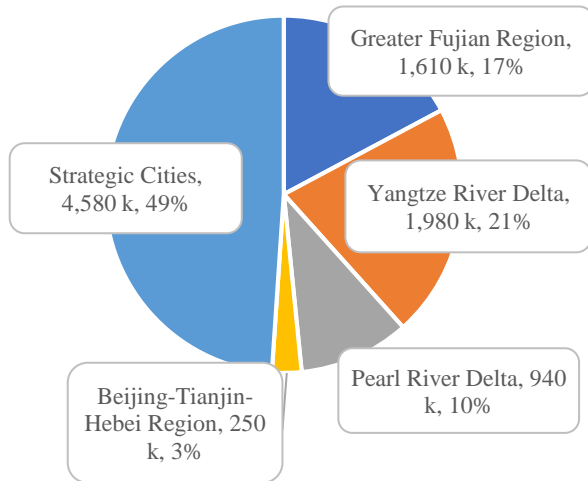 Greater Fujian Region,
1,610 k, 17%
Strategic Cities,
4,580 k, 49%
Yangtze River Delta,
1,980 k, 21%
Pearl River Delta, 940
k, 10%
Beijing-Tianjin-
Hebei Region, 250
k, 3%